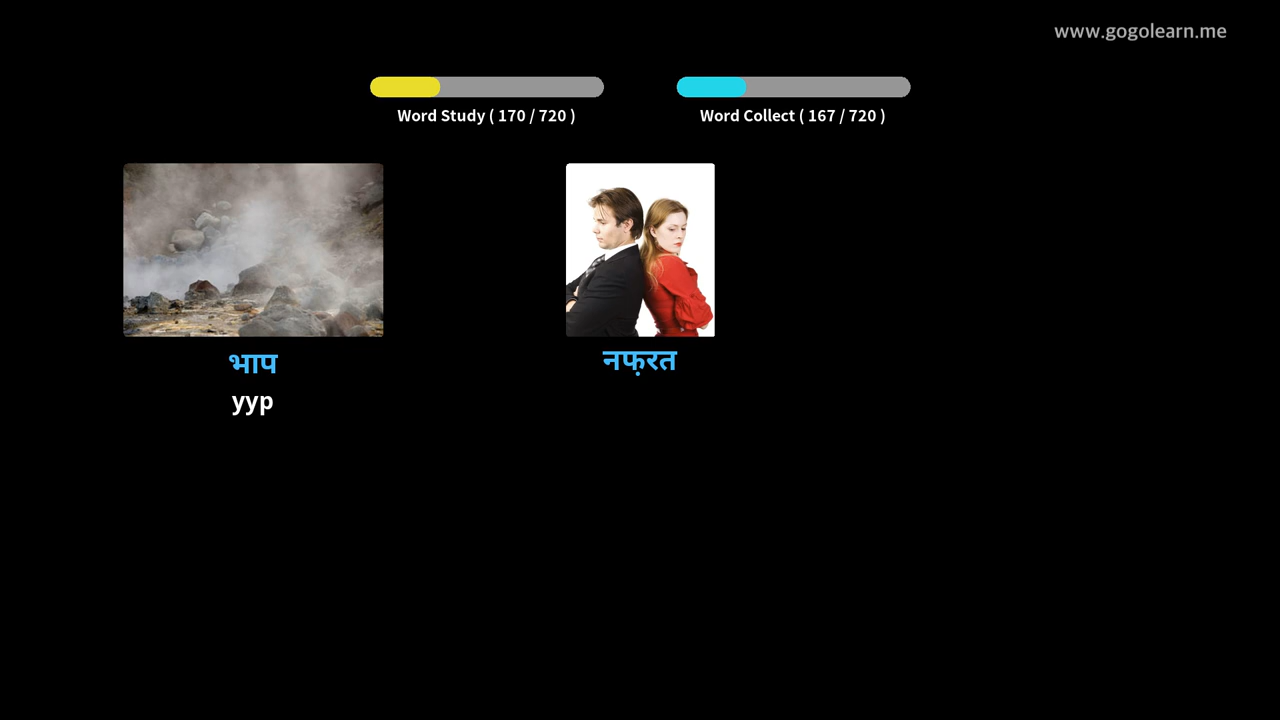 www.gogolearn.me
Word Study ( 170 / 720 )
Word Collect ( 167 / 720 )
भाप
yyp
नफ़रत